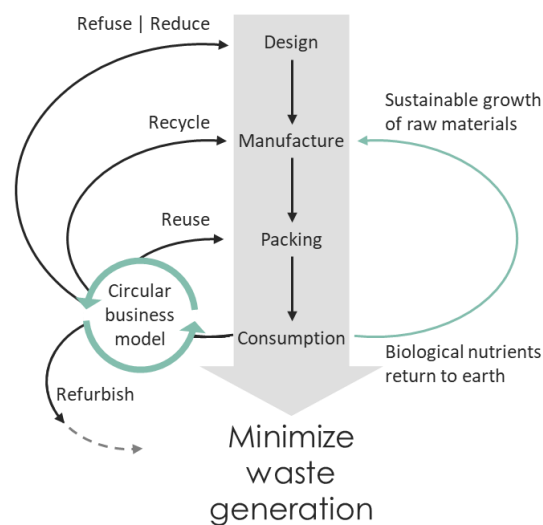 Refuse | Reduce
Design
Sustainable growth
of raw materials
Recycle
Manufacture
Reuse
Packing
Circular
business
model
Consumption
Biological nutrients
return to earth
Refurbish
Minimize
waste
generation